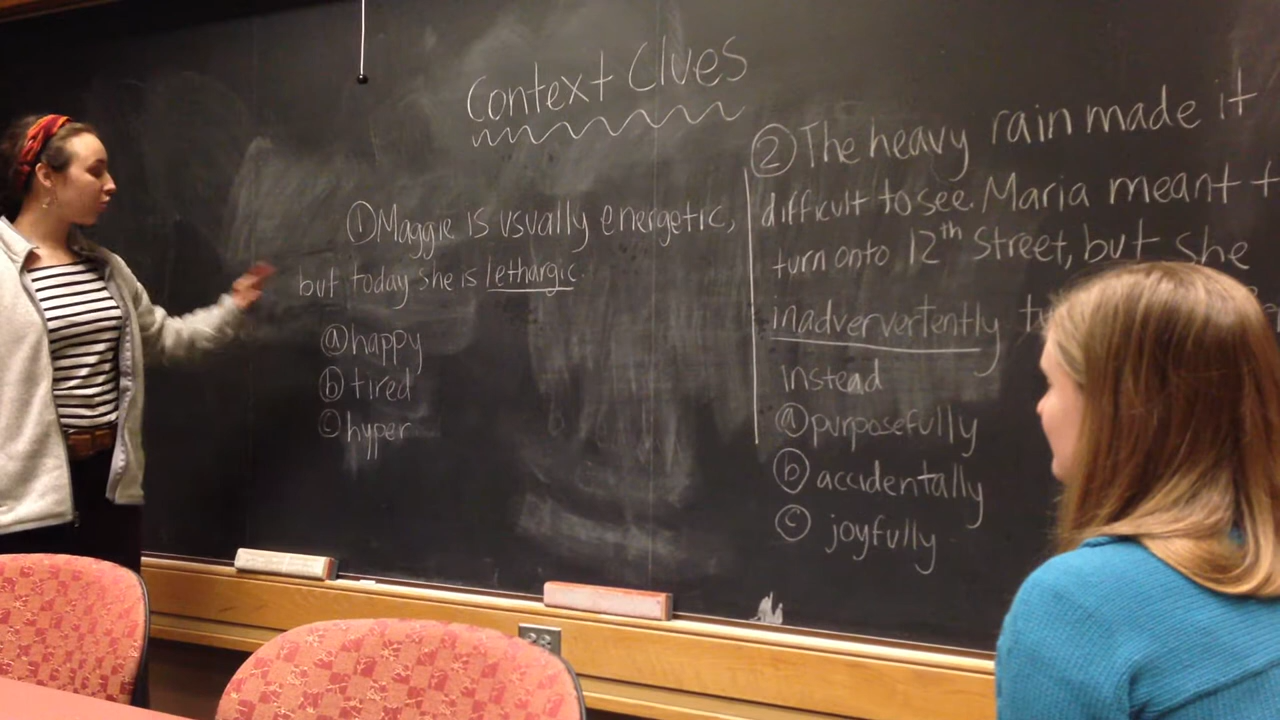 Context Clues
① Maggie is usually energetic,
but today she is lethargic.
ⓐ happy
ⓑ tired
ⓒ hyper
② The heavy rain made it
difficult to see. Maria meant
turn onto 12th Street, but she
inadververtently
instead
ⓐ purposefully
ⓑ accidentally
ⓒ joyfully